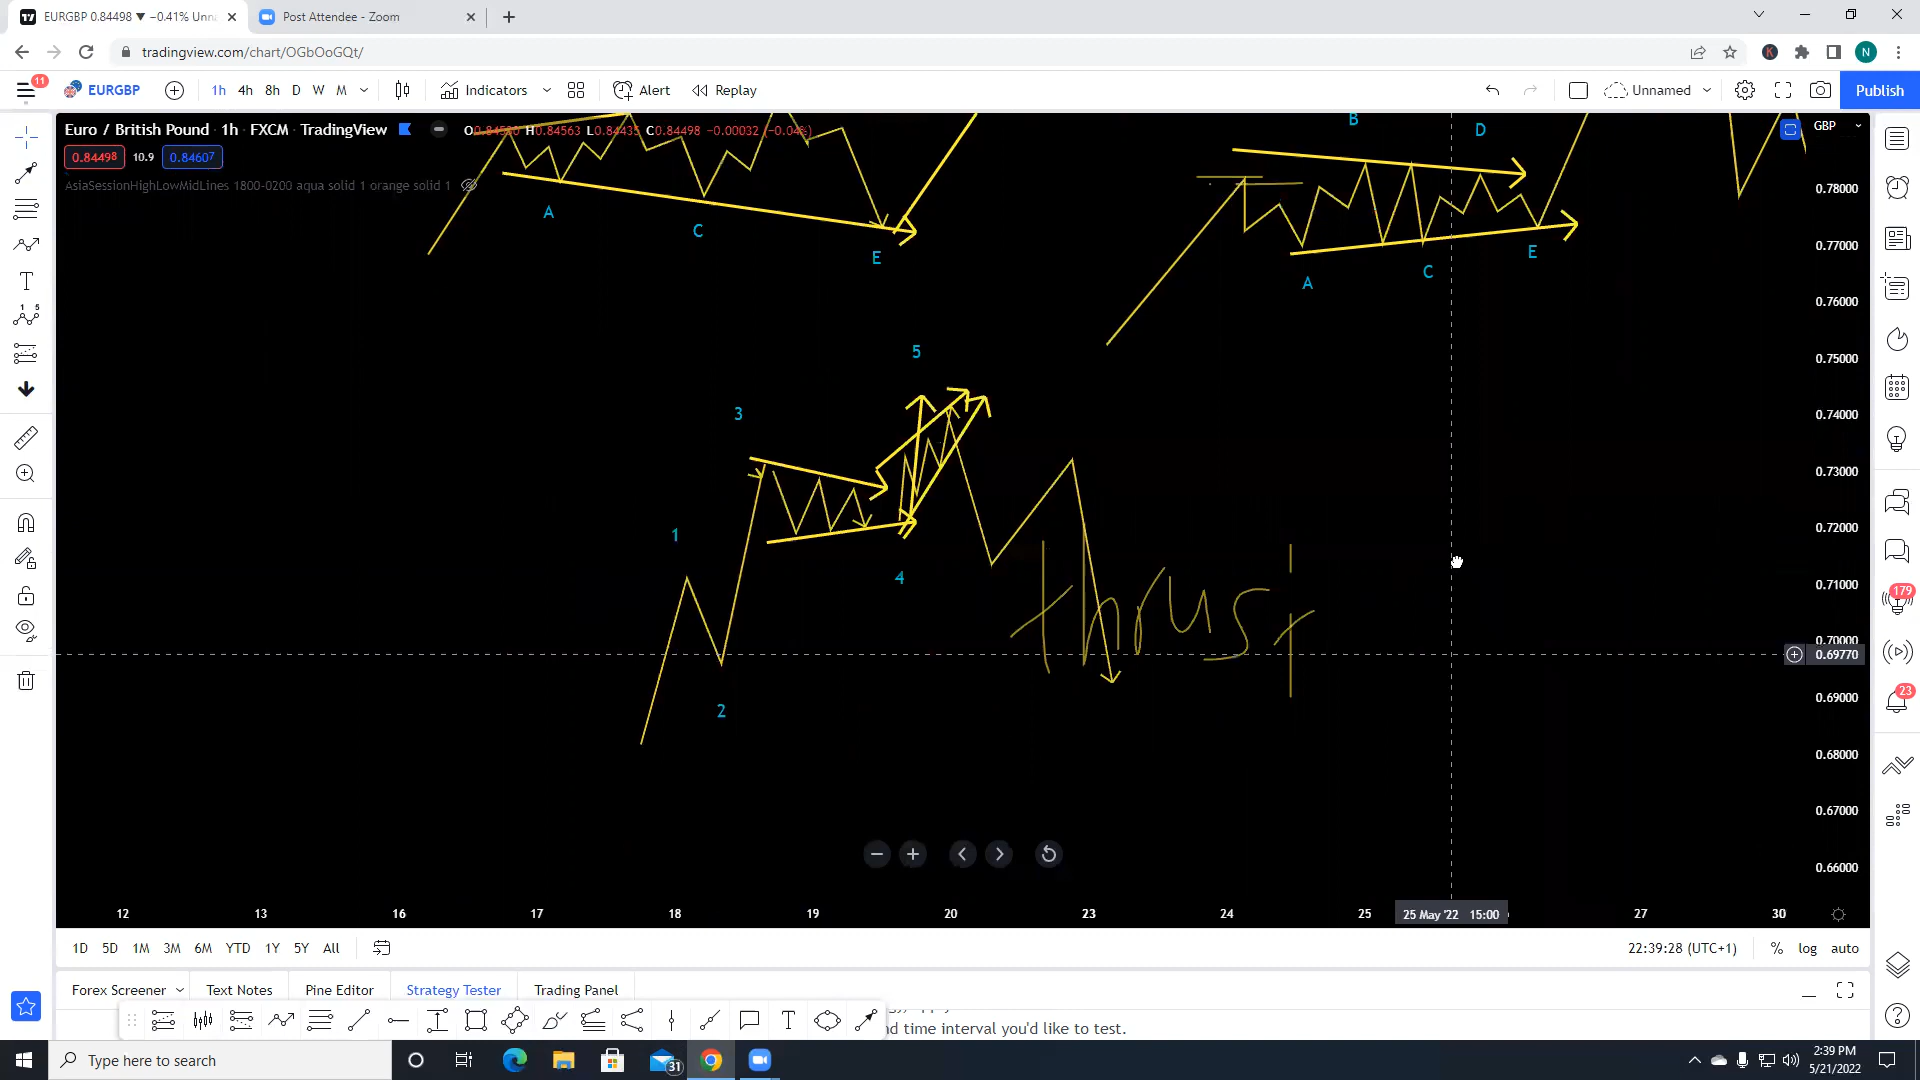 EURGBP 0.84498 ▼ −0.41% Unn
Post Attendee - Zoom
tradingview.com/chart/OGbOoGQt/
N
11
EURGBP
1h 4h 8h D W M
Indicators
Alert
Replay
Unnamed
Publish
Euro / British Pound · 1h · FXCM · TradingView
O0.84530 H0.84563 L0.84435 C0.84498 −0.00032 (−0.04%)
0.84498 10.9 0.84607
AsiaSessionHighLowMidLines 1800-0200 aqua solid 1 orange solid 1
GBP
B
D
A
C
E
A
C
E
5
3
1
4
2
thrust
0.78000
0.77000
0.76000
0.75000
0.74000
0.73000
0.72000
0.71000
0.70000
0.69770
0.69000
0.68000
0.67000
0.66000
179
23
12 13 16 17 18 19 20 23 24 25 25 May '22 15:00 27 30
1D 5D 1M 3M 6M YTD 1Y 5Y All
22:39:28 (UTC+1) % log auto
Forex Screener Text Notes Pine Editor Strategy Tester Trading Panel
nd time interval you'd like to test.
Type here to search
31
2:39 PM
5/21/2022